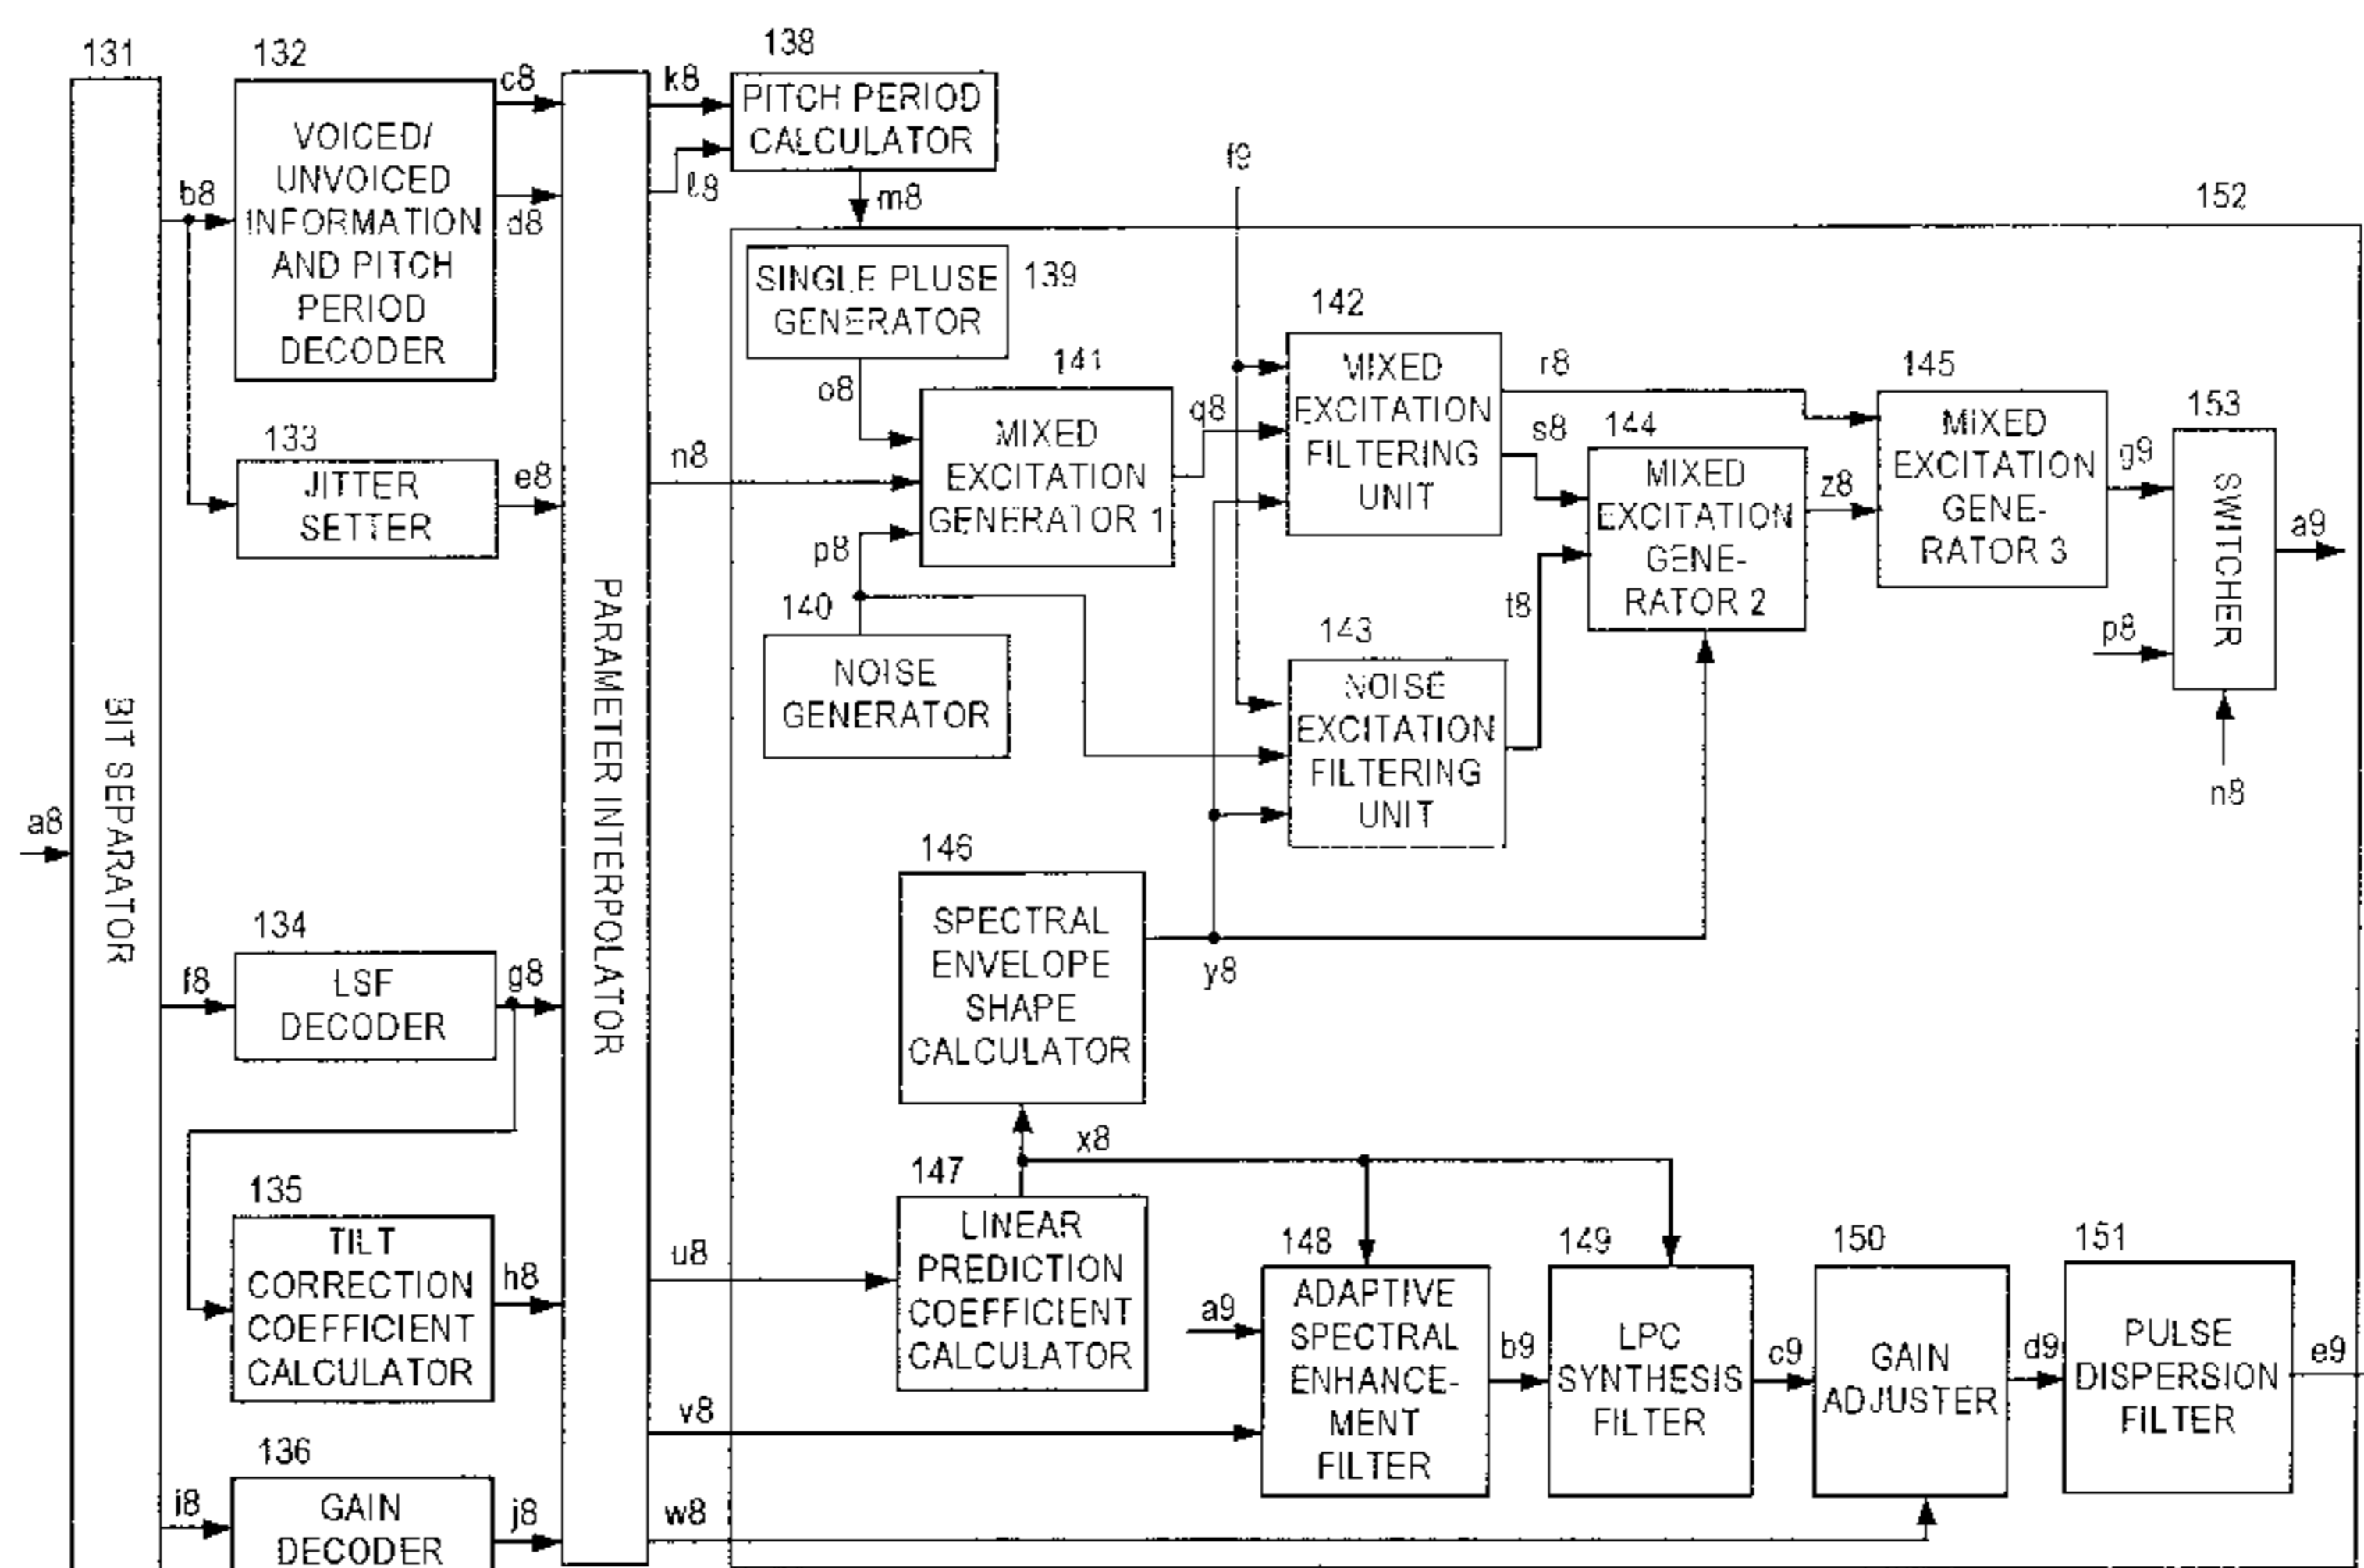 131
BIT SEPARATOR
a8
b8
132
VOICED/
UNVOICED
INFORMATION
AND PITCH
PERIOD
DECODER
c8
d8
133
JITTER
SETTER
e8
134
f8
LSF
DECODER
g8
135
TILT
CORRECTION
COEFFICIENT
CALCULATOR
h8
136
i8
GAIN
DECODER
j8
PARAMETER INTERPOLATOR
k8
ℓ8
138
PITCH PERIOD
CALCULATOR
m8
f9
152
SINGLE PLUSE
GENERATOR
139
o8
n8
p8
141
MIXED
EXCITATION
GENERATOR 1
q8
140
NOISE
GENERATOR
142
MIXED
EXCITATION
FILTERING
UNIT
r8
s8
143
NOISE
EXCITATION
FILTERING
UNIT
t8
144
MIXED
EXCITATION
GENE-
RATOR 2
z8
145
MIXED
EXCITATION
GENE-
RATOR 3
g9
153
SWITCHER
a9
p8
n8
146
SPECTRAL
ENVELOPE
SHAPE
CALCULATOR
y8
x8
147
u8
LINEAR
PREDICTION
COEFFICIENT
CALCULATOR
v8
w8
148
a9
ADAPTIVE
SPECTRAL
ENHANCE-
MENT
FILTER
b9
149
LPC
SYNTHESIS
FILTER
c9
150
GAIN
ADJUSTER
d9
151
PULSE
DISPERSION
FILTER
e9